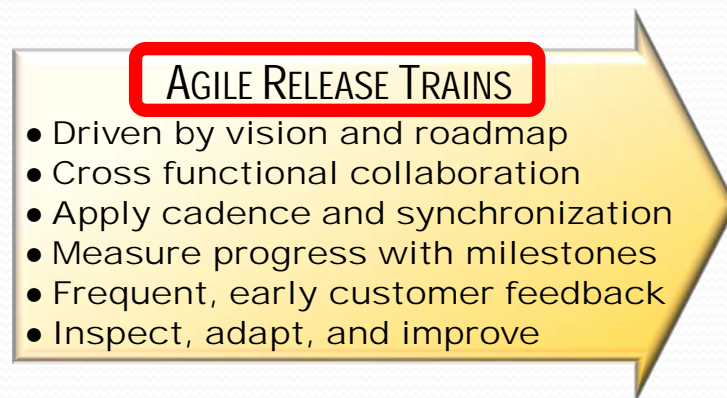 AGILE RELEASE TRAINS
• Driven by vision and roadmap
• Cross functional collaboration
• Apply cadence and synchronization
• Measure progress with milestones
• Frequent, early customer feedback
• Inspect, adapt, and improve